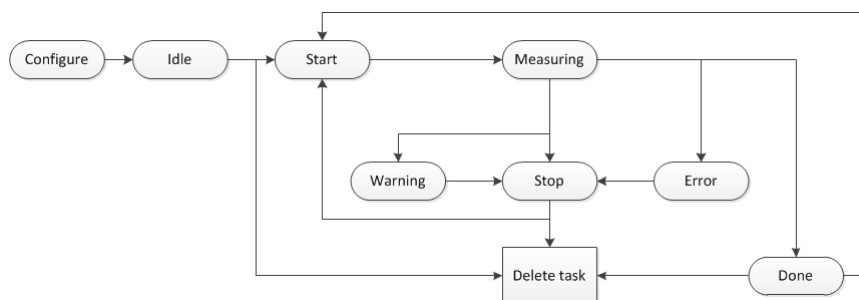 Configure
Idle
Start
Measuring
Warning
Stop
Error
Delete task
Done